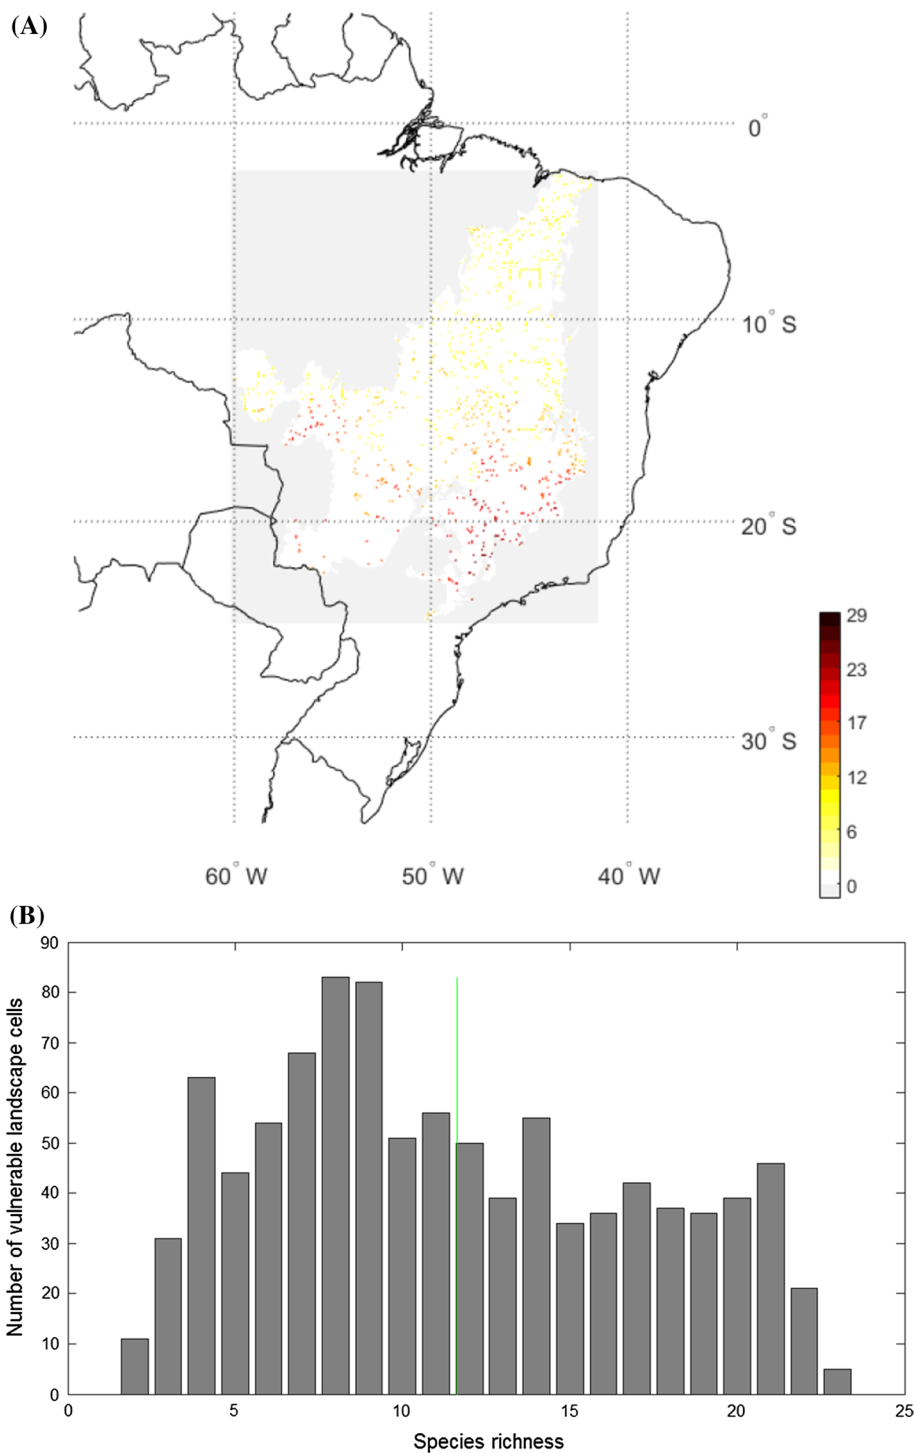 (A)
0°
10° S
20° S
30° S
60° W 50° W 40° W
29
23
17
12
6
0
(B)
90
80
70
60
50
40
30
20
10
0
Number of vulnerable landscape cells
0 5 10 15 20 25
Species richness